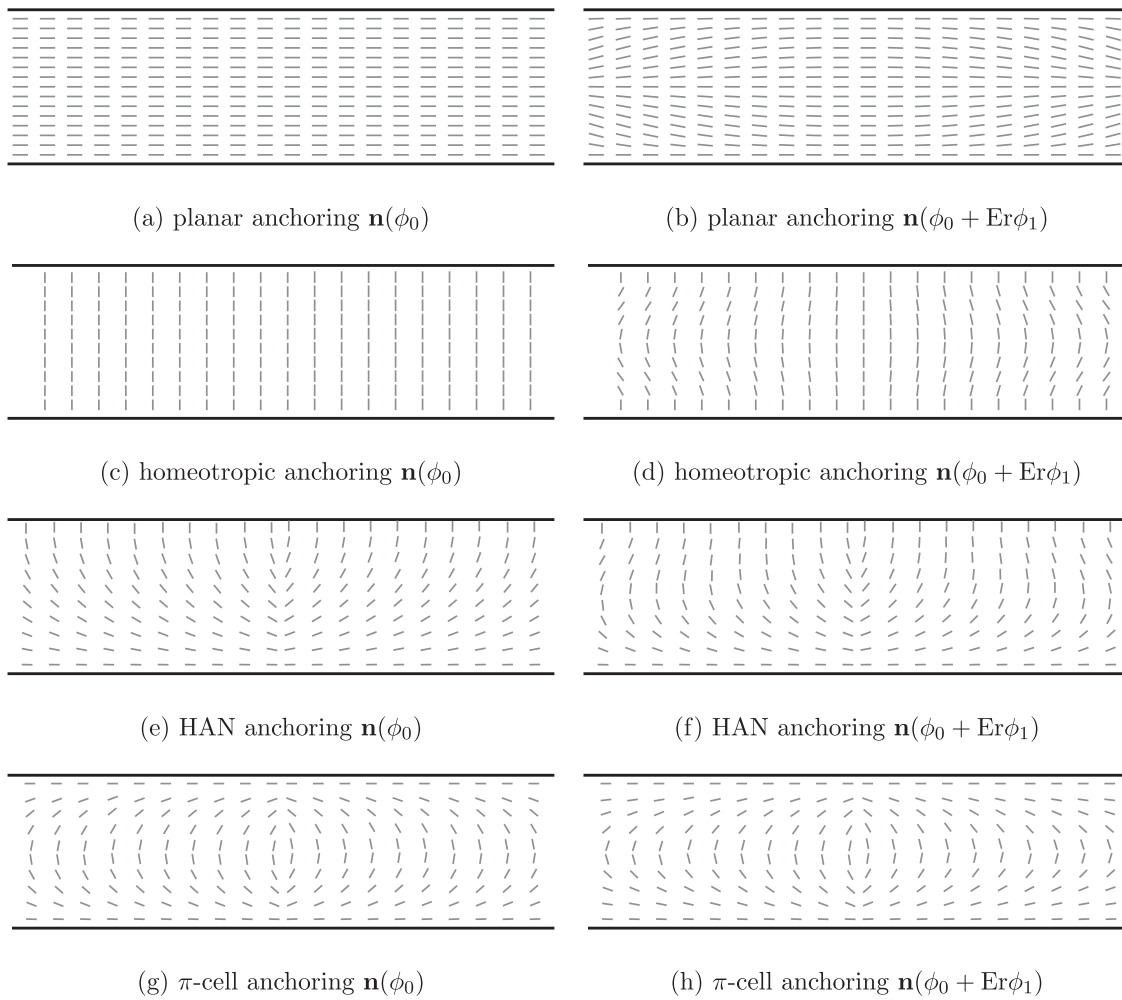 (a) planar anchoring n(ϕ₀)
(b) planar anchoring n(ϕ₀ + Erϕ₁)
(c) homeotropic anchoring n(ϕ₀)
(d) homeotropic anchoring n(ϕ₀ + Erϕ₁)
(e) HAN anchoring n(ϕ₀)
(f) HAN anchoring n(ϕ₀ + Erϕ₁)
(g) π-cell anchoring n(ϕ₀)
(h) π-cell anchoring n(ϕ₀ + Erϕ₁)